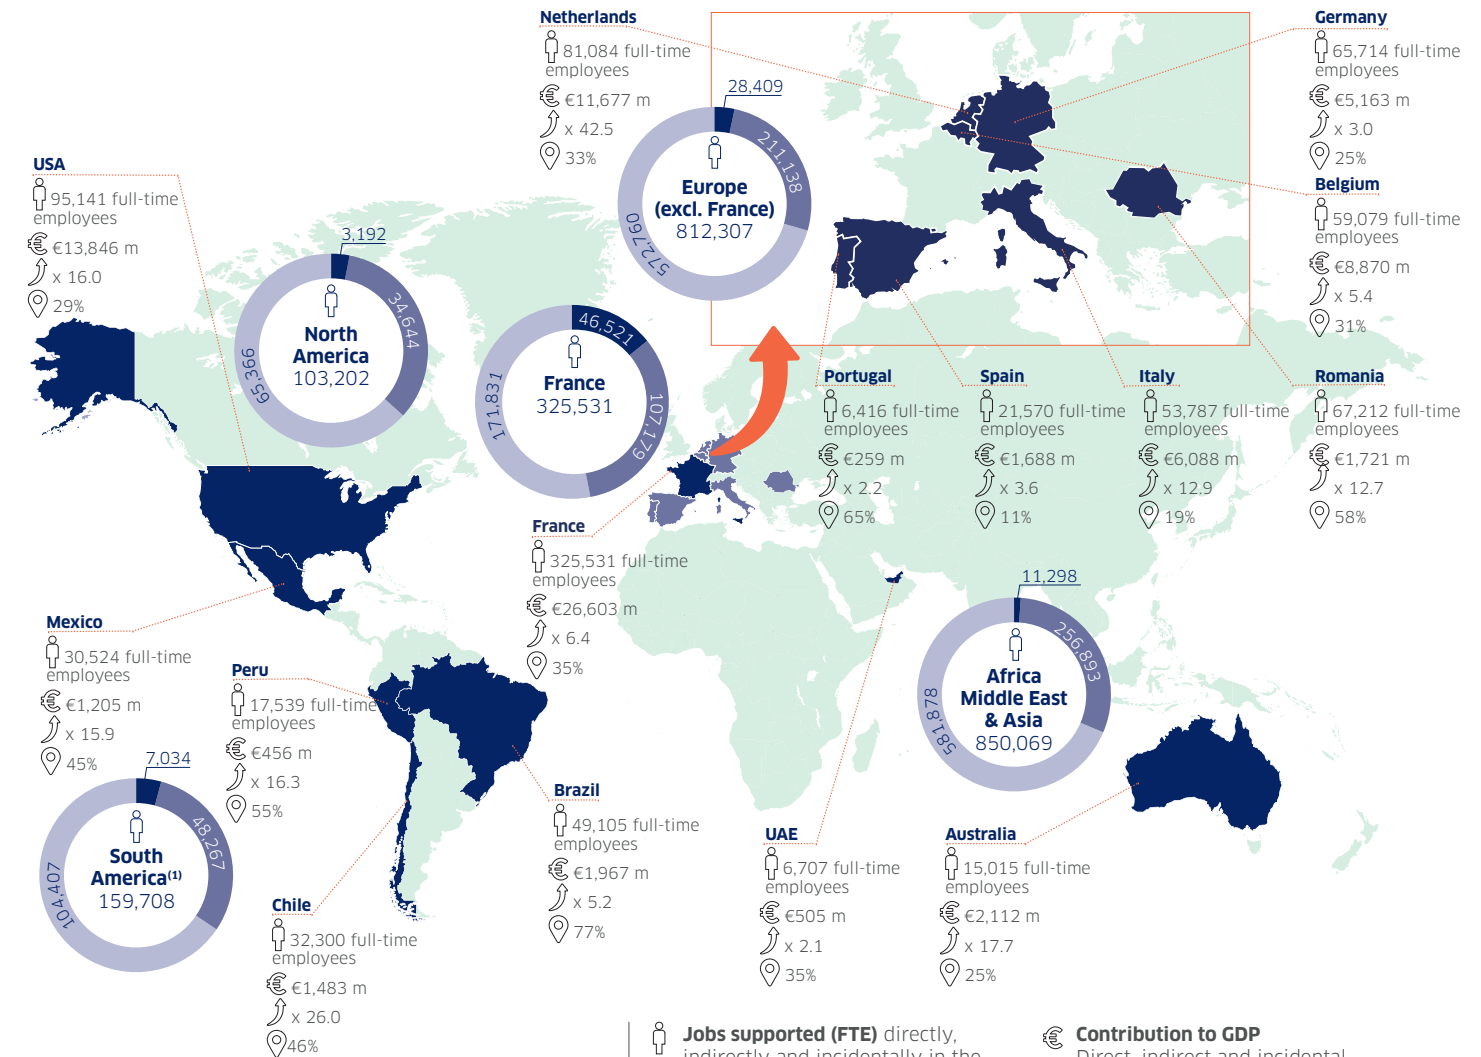 Netherlands
81,084 full-time
employees
€11,677 m
x 42.5
33%
Germany
65,714 full-time
employees
€5,163 m
x 3.0
25%
28,409
211,138
572,760
Europe
(excl. France)
812,307
USA
95,141 full-time
employees
€13,846 m
x 16.0
29%
Belgium
59,079 full-time
employees
€8,870 m
x 5.4
31%
3,192
34,644
65,366
North
America
103,202
46,521
107,179
171,831
France
325,531
Portugal
6,416 full-time
employees
€259 m
x 2.2
65%
Spain
21,570 full-time
employees
€1,688 m
x 3.6
11%
Italy
53,787 full-time
employees
€6,088 m
x 12.9
19%
Romania
67,212 full-time
employees
€1,721 m
x 12.7
58%
France
325,531 full-time
employees
€26,603 m
x 6.4
35%
11,298
256,893
581,878
Africa
Middle East
& Asia
850,069
Mexico
30,524 full-time
employees
€1,205 m
x 15.9
45%
Peru
17,539 full-time
employees
€456 m
x 16.3
55%
7,034
48,267
104,407
South
America(1)
159,708
Brazil
49,105 full-time
employees
€1,967 m
x 5.2
77%
UAE
6,707 full-time
employees
€505 m
x 2.1
35%
Australia
15,015 full-time
employees
€2,112 m
x 17.7
25%
Chile
32,300 full-time
employees
€1,483 m
x 26.0
46%
Jobs supported (FTE) directly,
indirectly and incidentally in the
Contribution to GDP
Direct, indirect and incidental